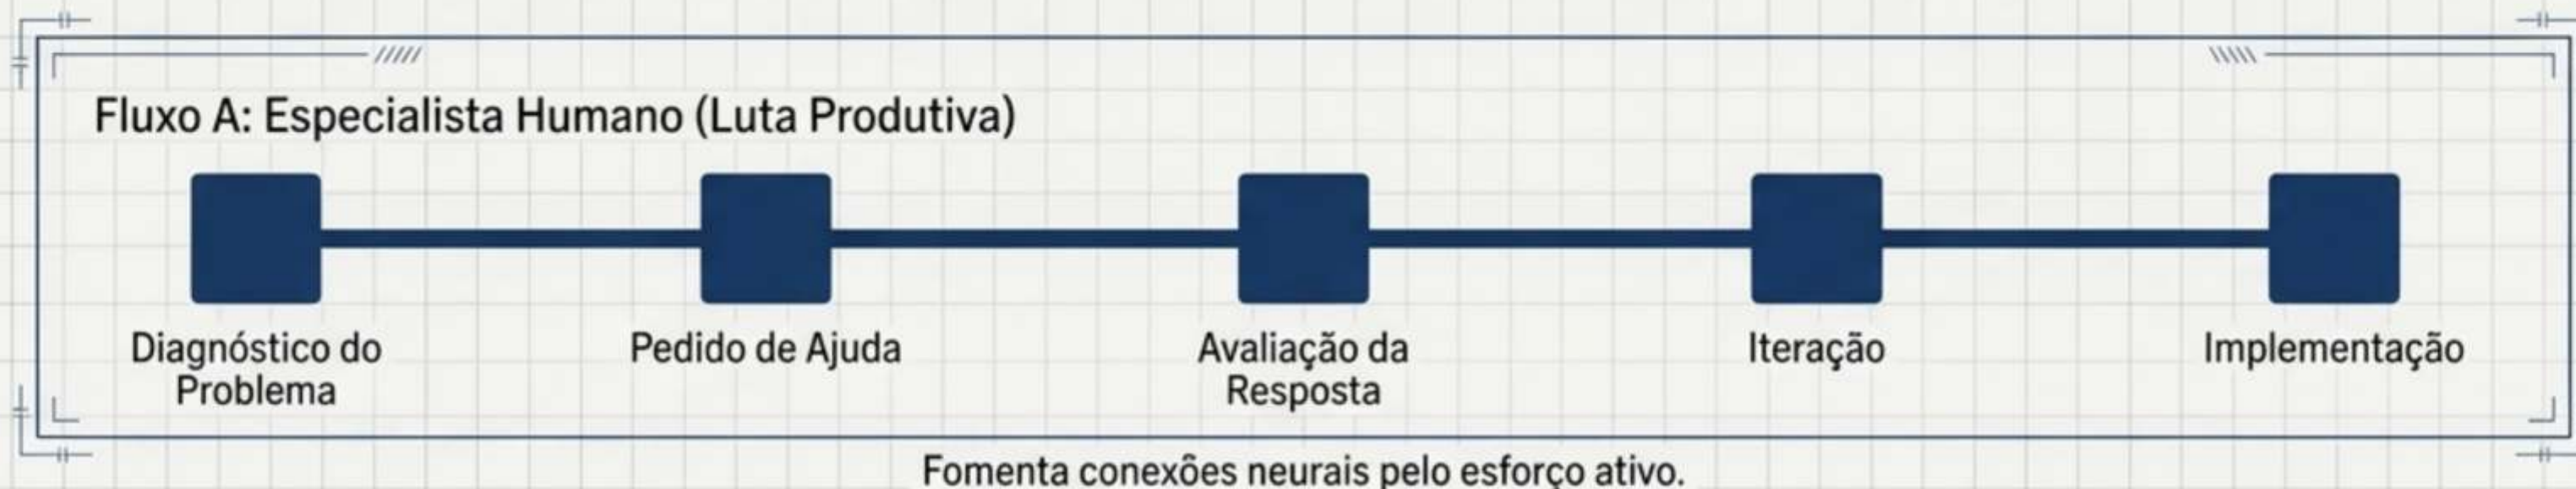 Fluxo A: Especialista Humano (Luta Produtiva)
Diagnóstico do
Problema
Pedido de Ajuda
Avaliação da
Resposta
Iteração
Implementação
Fomenta conexões neurais pelo esforço ativo.